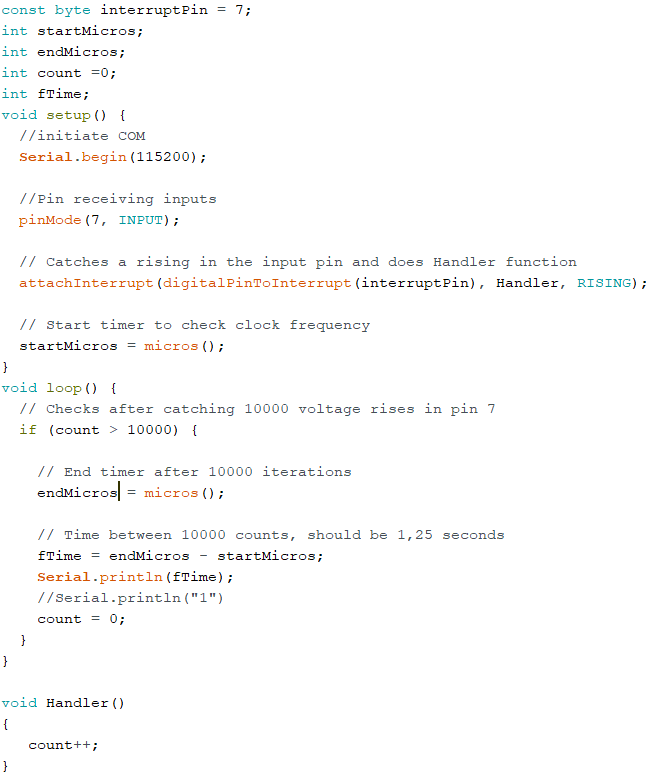 const byte interruptPin = 7;
int startMicros;
int endMicros;
int count =0;
int fTime;
void setup() {
  //initiate COM
  Serial.begin(115200);

  //Pin receiving inputs
  pinMode(7, INPUT);

  // Catches a rising in the input pin and does Handler function
  attachInterrupt(digitalPinToInterrupt(interruptPin), Handler, RISING);

  // Start timer to check clock frequency
  startMicros = micros();
}
void loop() {
  // Checks after catching 10000 voltage rises in pin 7
  if (count > 10000) {

    // End timer after 10000 iterations
    endMicros = micros();

    // Time between 10000 counts, should be 1,25 seconds
    fTime = endMicros - startMicros;
    Serial.println(fTime);
    //Serial.println("1")
    count = 0;
  }
}

void Handler()
{
   count++;
}